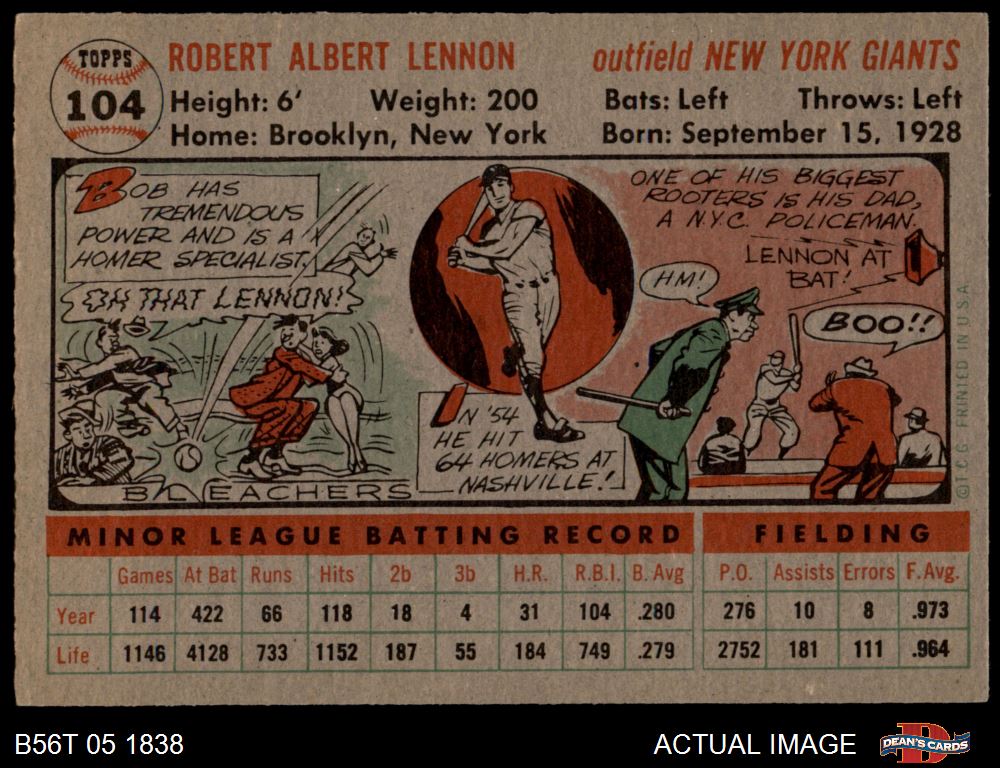 TOPPS
104
ROBERT ALBERT LENNON
outfield NEW YORK GIANTS
Height: 6' Weight: 200
Bats: Left Throws: Left
Home: Brooklyn, New York
Born: September 15, 1928
BOB HAS
TREMENDOUS
POWER AND IS A
HOMER SPECIALIST.
OH THAT LENNON!
BLEACHERS
IN '54
HE HIT
64 HOMERS AT
NASHVILLE!
ONE OF HIS BIGGEST
ROOTERS IS HIS DAD,
A N.Y.C. POLICEMAN.
LENNON AT
BAT!
HM!
BOO!!
© T.C.G. PRINTED IN U.S.A.
MINOR LEAGUE BATTING RECORD
FIELDING
Games At Bat Runs Hits 2b 3b H.R. R.B.I. B. Avg P.O. Assists Errors F. Avg.
Year 114 422 66 118 18 4 31 104 .280 276 10 8 .973
Life 1146 4128 733 1152 187 55 184 749 .279 2752 181 111 .964
B56T 05 1838
ACTUAL IMAGE
DEAN'S CARDS